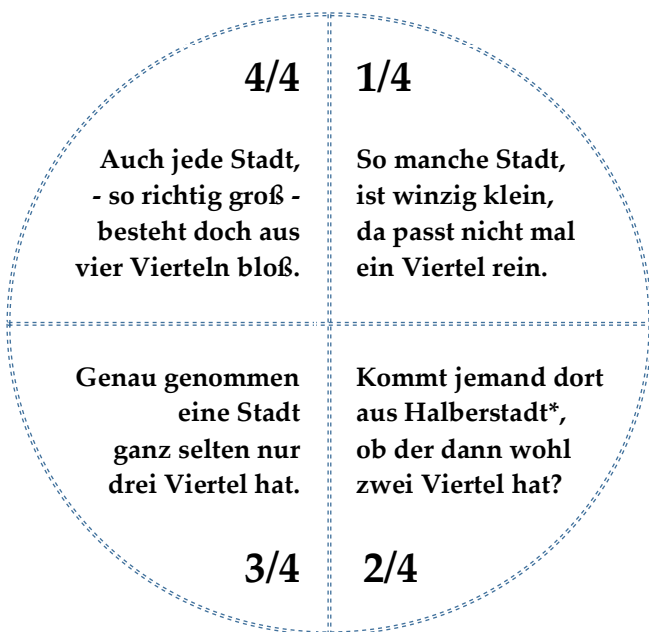 1/4
So manche Stadt,
ist winzig klein,
da passt nicht mal
ein Viertel rein.
Kommt jemand dort
aus Halberstadt*,
ob der dann wohl
zwei Viertel hat?
2/4
Genau genommen
eine Stadt
ganz selten nur
drei Viertel hat.
3/4
4/4
Auch jede Stadt,
- so richtig groß -
besteht doch aus
vier Vierteln bloß.